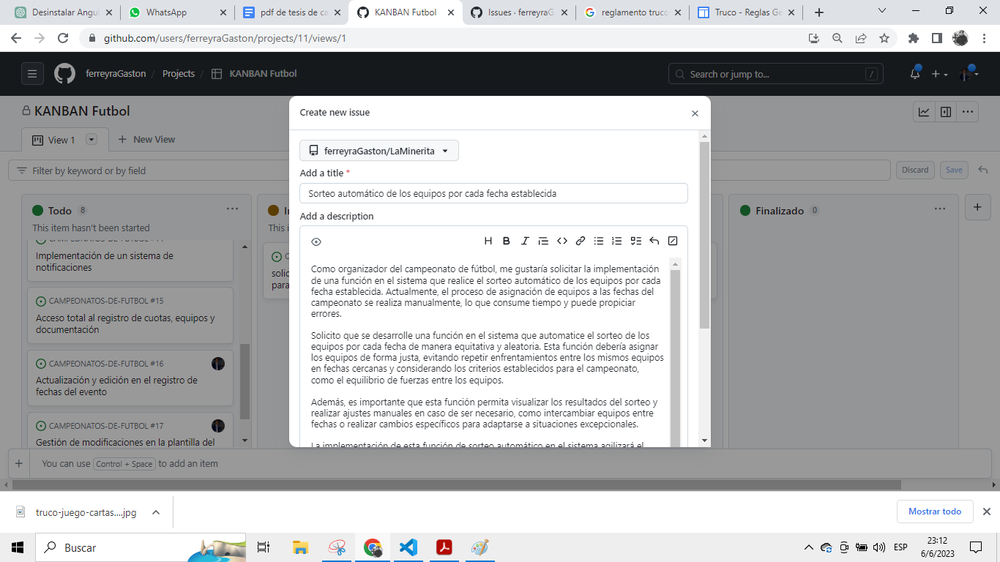 Desinstalar Angu
WhatsApp
pdf de tesis de ca
KANBAN Futbol
Issues · ferreyraG
reglamento truco
Truco - Reglas Ge
github.com/users/ferreyraGaston/projects/11/views/1
ferreyraGaston / Projects / KANBAN Futbol
Search or jump to...
/
KANBAN Futbol
View 1
New View
Filter by keyword or by field
Discard
Save
Todo 8
This item hasn't been started
Implementación de un sistema de
notificaciones
CAMPEONATOS-DE-FUTBOL #15
Acceso total al registro de cuotas, equipos y
documentación
CAMPEONATOS-DE-FUTBOL #16
Actualización y edición en el registro de
fechas del evento
CAMPEONATOS-DE-FUTBOL #17
Gestión de modificaciones en la plantilla del
This i
solic
para
Finalizado 0
Create new issue
ferreyraGaston/LaMinerita
Add a title *
Sorteo automático de los equipos por cada fecha establecida
Add a description
Como organizador del campeonato de fútbol, me gustaría solicitar la implementación
de una función en el sistema que realice el sorteo automático de los equipos por cada
fecha establecida. Actualmente, el proceso de asignación de equipos a las fechas del
campeonato se realiza manualmente, lo que consume tiempo y puede propiciar
errores.
Solicito que se desarrolle una función en el sistema que automatice el sorteo de los
equipos por cada fecha de manera equitativa y aleatoria. Esta función debería asignar
los equipos de forma justa, evitando repetir enfrentamientos entre los mismos equipos
en fechas cercanas y considerando los criterios establecidos para el campeonato,
como el equilibrio de fuerzas entre los equipos.
Además, es importante que esta función permita visualizar los resultados del sorteo y
realizar ajustes manuales en caso de ser necesario, como intercambiar equipos entre
fechas o realizar cambios específicos para adaptarse a situaciones excepcionales.
La implementación de esta función de sorteo automático en el sistema agilizará el
You can use Control + Space to add an item
truco-juego-cartas....jpg
Mostrar todo
Buscar
ESP
23:12
6/6/2023